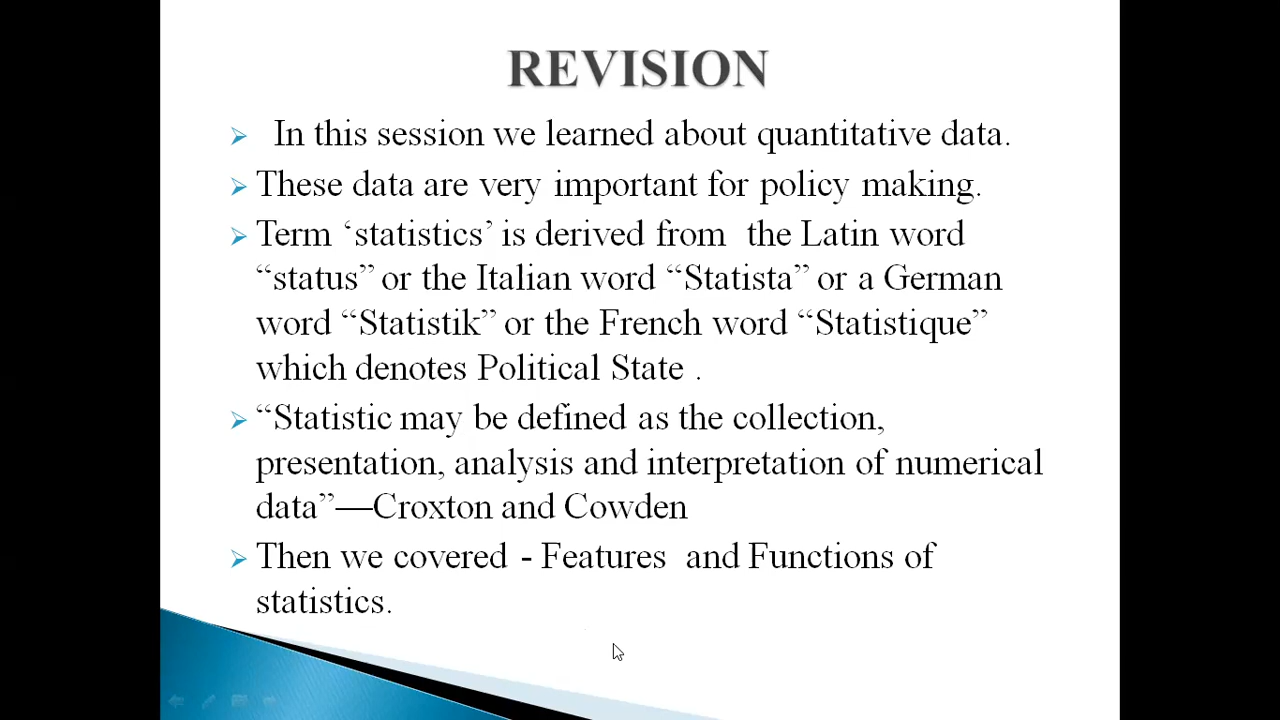 REVISION
In this session we learned about quantitative data.
These data are very important for policy making.
Term ‘statistics’ is derived from the Latin word
“status” or the Italian word “Statista” or a German
word “Statistik” or the French word “Statistique”
which denotes Political State .
“Statistic may be defined as the collection,
presentation, analysis and interpretation of numerical
data”—Croxton and Cowden
Then we covered - Features and Functions of
statistics.